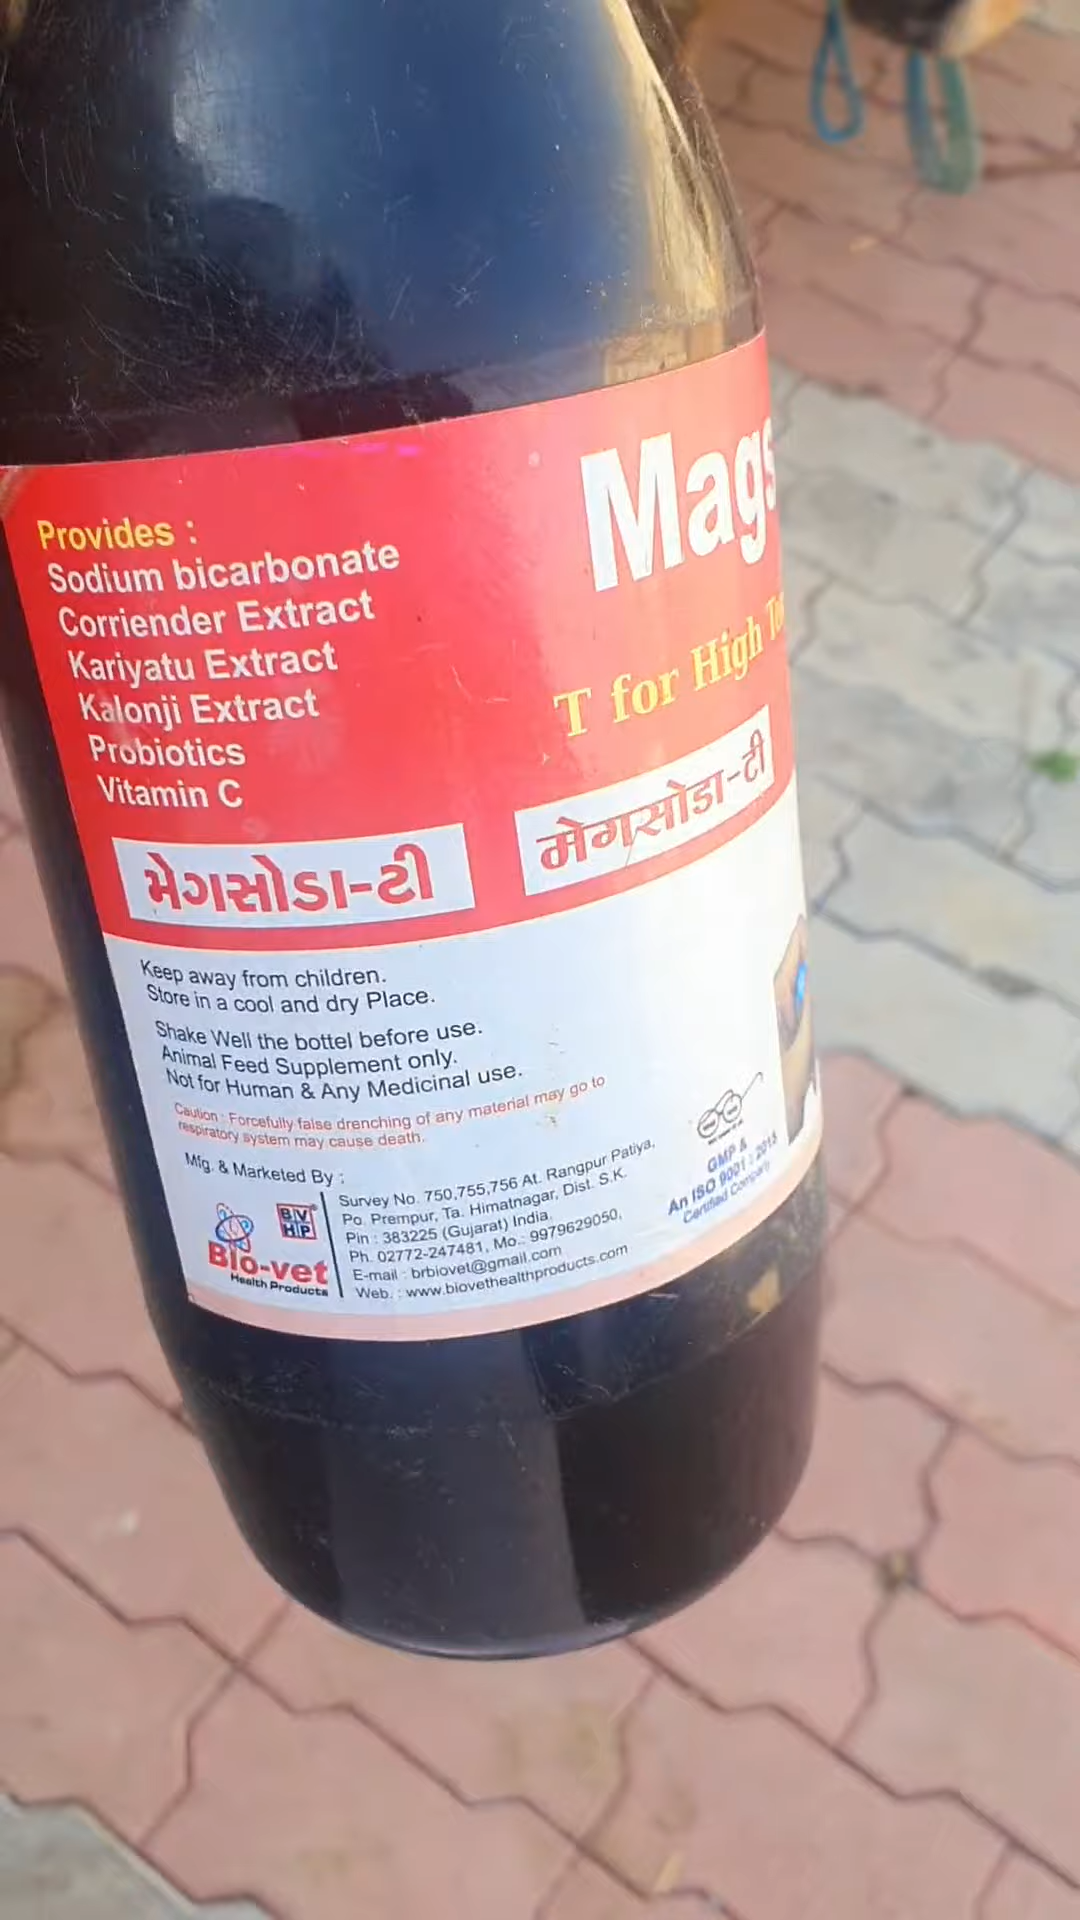 Provides :
Sodium bicarbonate
Corriender Extract
Kariyatu Extract
Kalonji Extract
Probiotics
Vitamin C
Mags
T for High
મેગસોડા-ટી
मेगसोडा-टी
Keep away from children.
Store in a cool and dry Place.
Shake Well the bottel before use.
Animal Feed Supplement only.
Not for Human & Any Medicinal use.
Caution : Forcefully false drenching of any material may go to
respiratory system may cause death.
Mfg. & Marketed By :
BV
HP
Bio-vet
Health Products
Survey No. 750,755,756 At. Rangpur Patiya,
Po. Prempur, Ta. Himatnagar, Dist. S.K.
Pin : 383225 (Gujarat) India.
Ph. 02772-247481, Mo.: 9979629050,
E-mail : brbiovet@gmail.com
Web. : www.biovethealthproducts.com
GMP &
An ISO 9001 : 2015
Certified Company